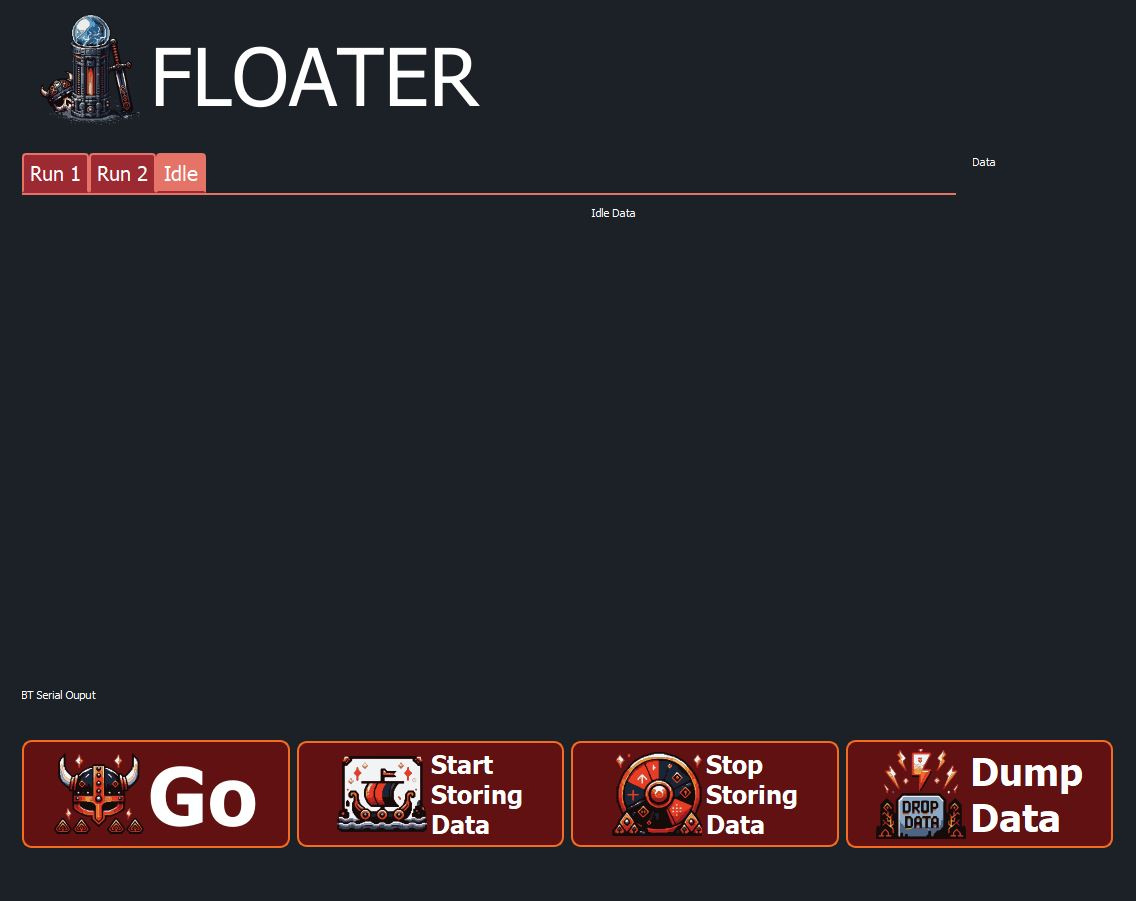 FLOATER
Run 1 Run 2 Idle
Data
Idle Data
BT Serial Ouput
Go
Start
Storing
Data
Stop
Storing
Data
DROP
DATA
Dump
Data